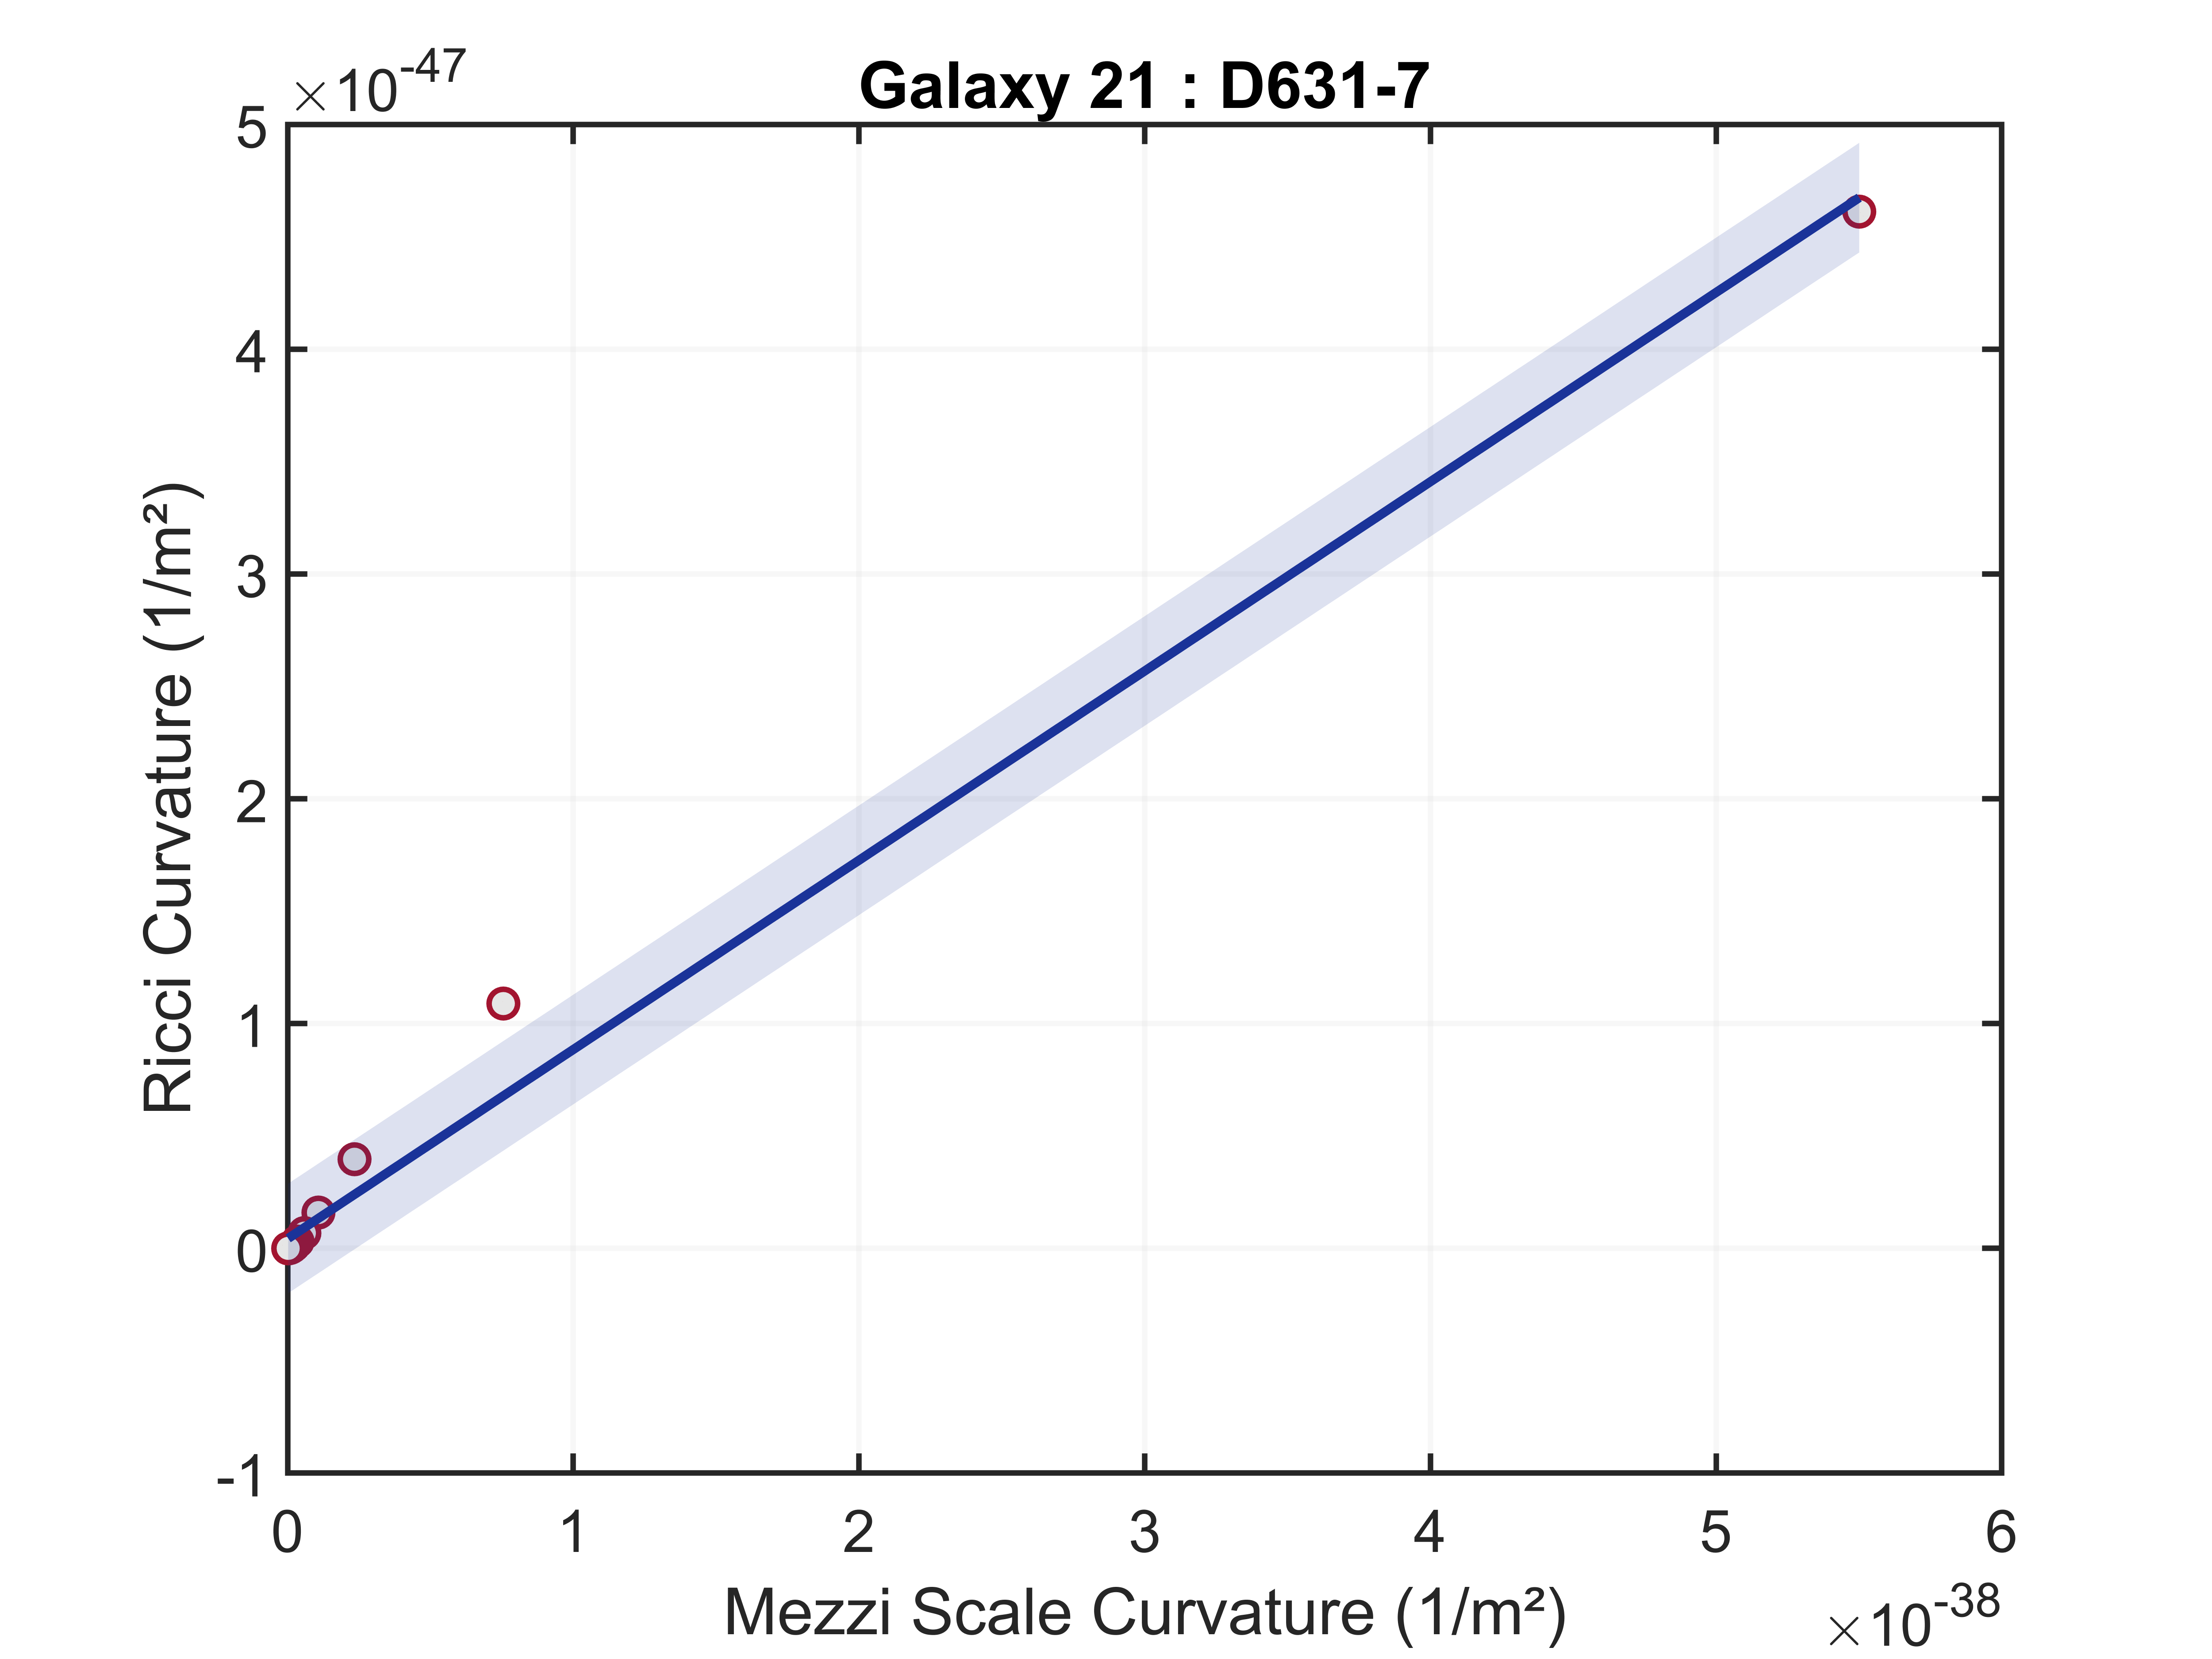 ×10-47
Galaxy 21 : D631-7
5
4
3
2
1
0
-1
Ricci Curvature (1/m²)
0 1 2 3 4 5 6
Mezzi Scale Curvature (1/m²)
×10-38